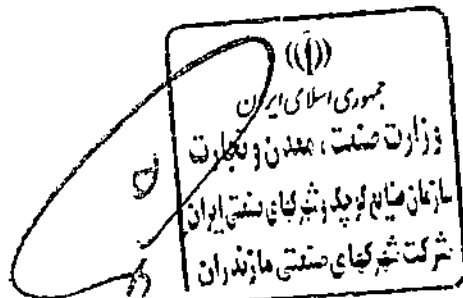 جمهوری اسلامی ایران
وزارت صنعت، معدن و تجارت
سازمان صنایع کوچک و شهرکهای صنعتی ایران
شرکت شهرکهای صنعتی مازندران